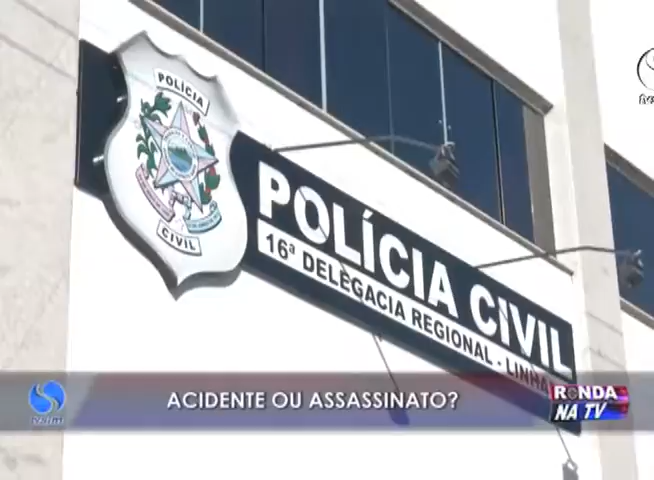 POLÍCIA
CIVIL
POLÍCIA CIVIL
16ª DELEGACIA REGIONAL - LINHA
ACIDENTE OU ASSASSINATO?
RONDA
NA TV